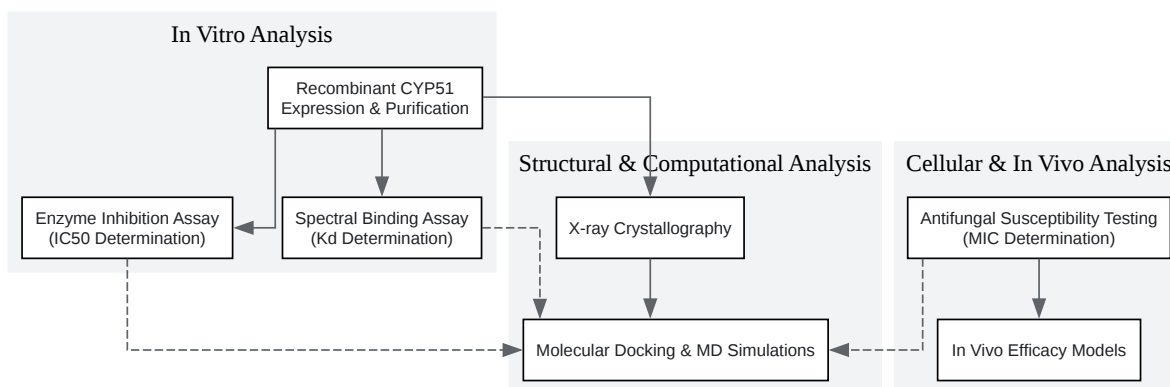 In Vitro Analysis
Recombinant CYP51
Expression & Purification
Structural & Computational Analysis
Cellular & In Vivo Analysis
Enzyme Inhibition Assay
(IC50 Determination)
Spectral Binding Assay
(Kd Determination)
X-ray Crystallography
Antifungal Susceptibility Testing
(MIC Determination)
Molecular Docking & MD Simulations
In Vivo Efficacy Models